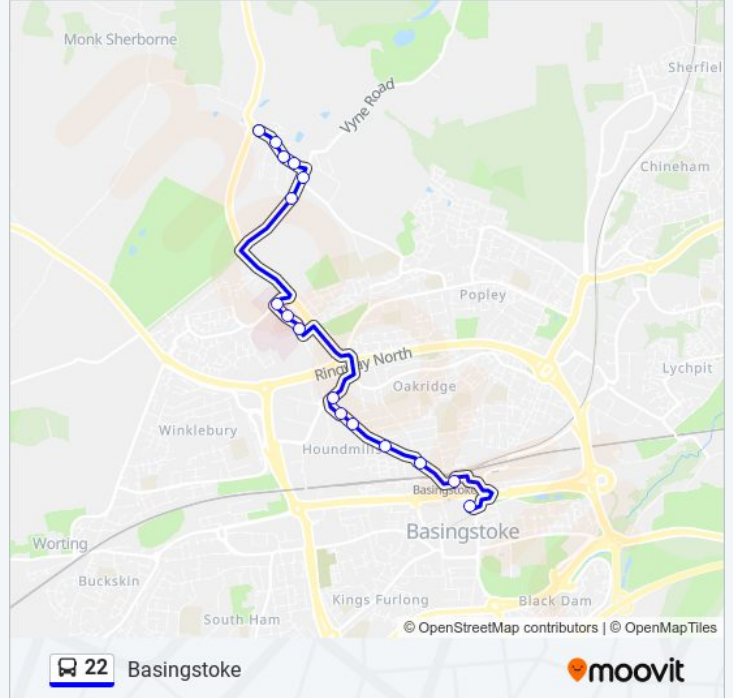 Monk Sherborne
Sherfiel
Vyne Road
Chineham
Popley
Ringway North
Lychpit
Oakridge
Winklebury
Houndmil
Basingstoke
Basingstoke
Worting
Buckskin
Kings Furlong
Black Dam
South Ham
© OpenStreetMap contributors | © OpenMapTiles
22 Basingstoke
moovit